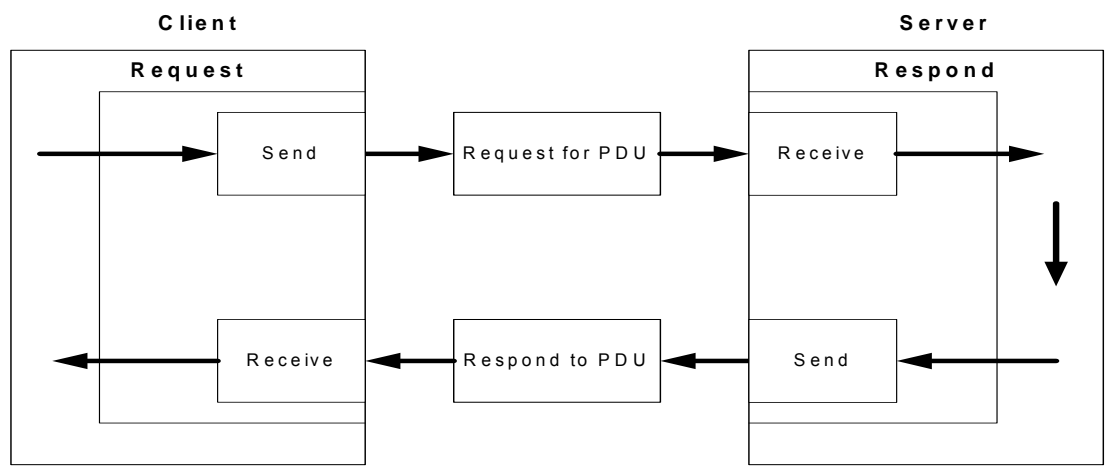 Client
Server
Request
Respond
Send
Request for PDU
Receive
Receive
Respond to PDU
Send